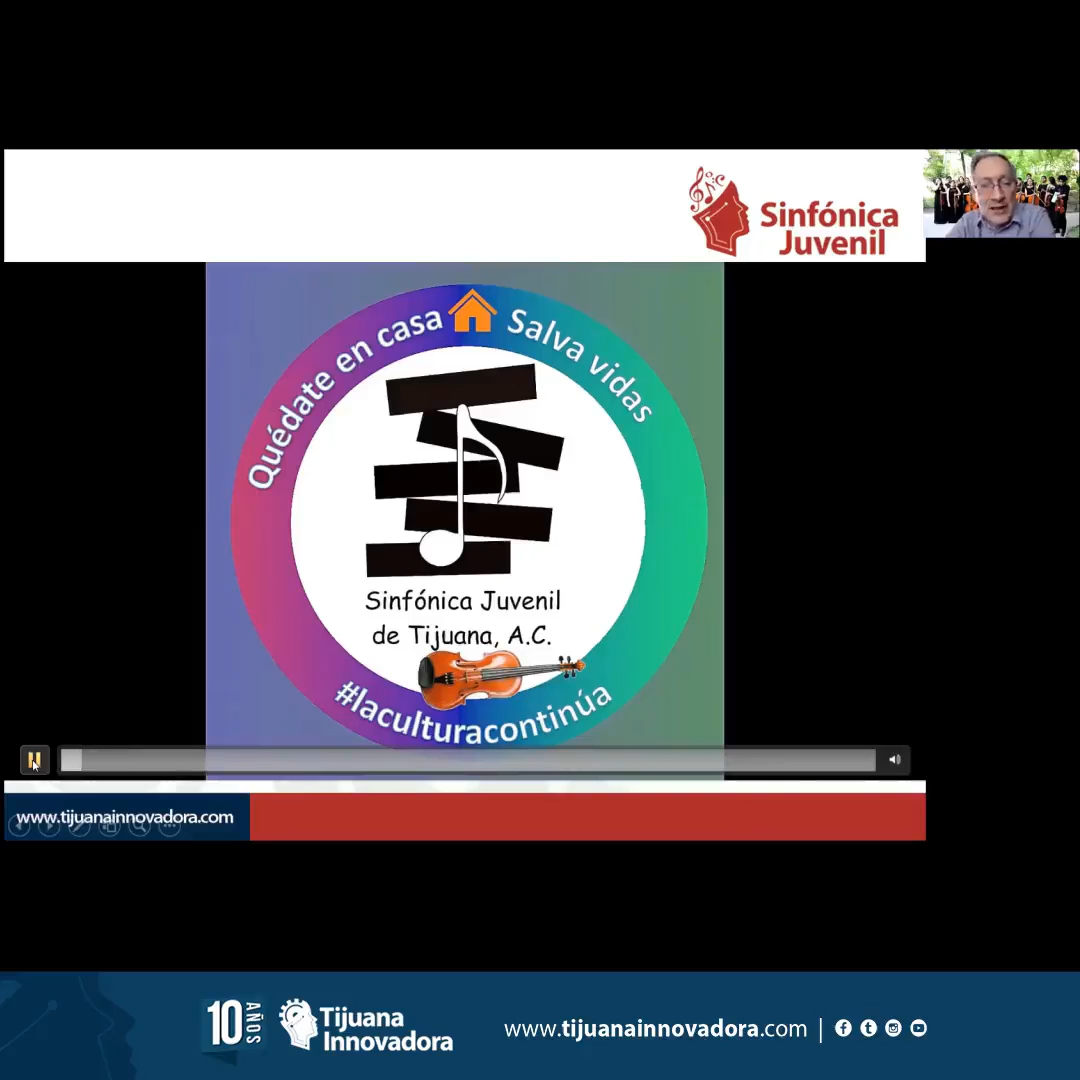 Sinfónica
Juvenil
Quédate en casa Salva vidas
Sinfónica Juvenil
de Tijuana, A.C.
#laculturacontinúa
www.tijuanainnovadora.com
10 AÑOS
Tijuana
Innovadora
www.tijuanainnovadora.com